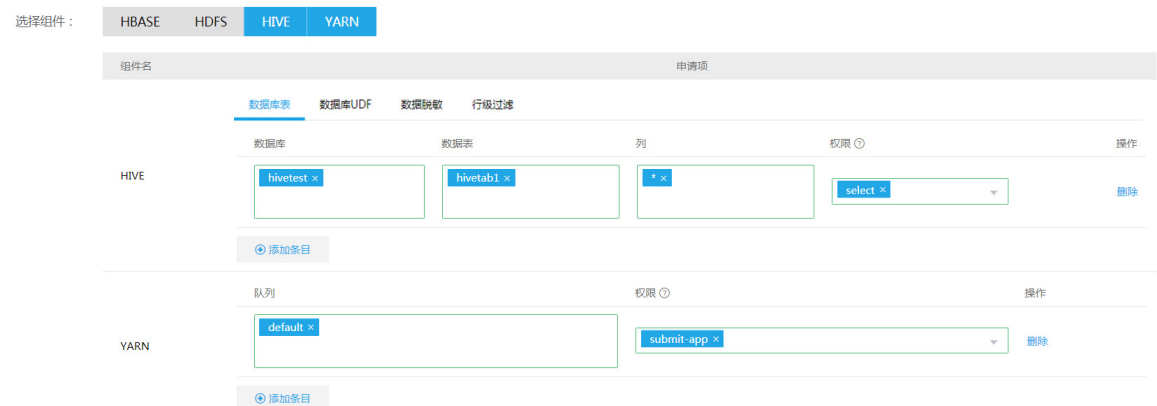 选择组件： HBASE HDFS HIVE YARN
组件名 申请项
数据库表 数据库UDF 数据脱敏 行级过滤
数据库 数据表 列 权限 ? 操作
HIVE hivetest × hivetab1 × * × select × 删除
添加条目
队列 权限 ? 操作
YARN default × submit-app × 删除
添加条目